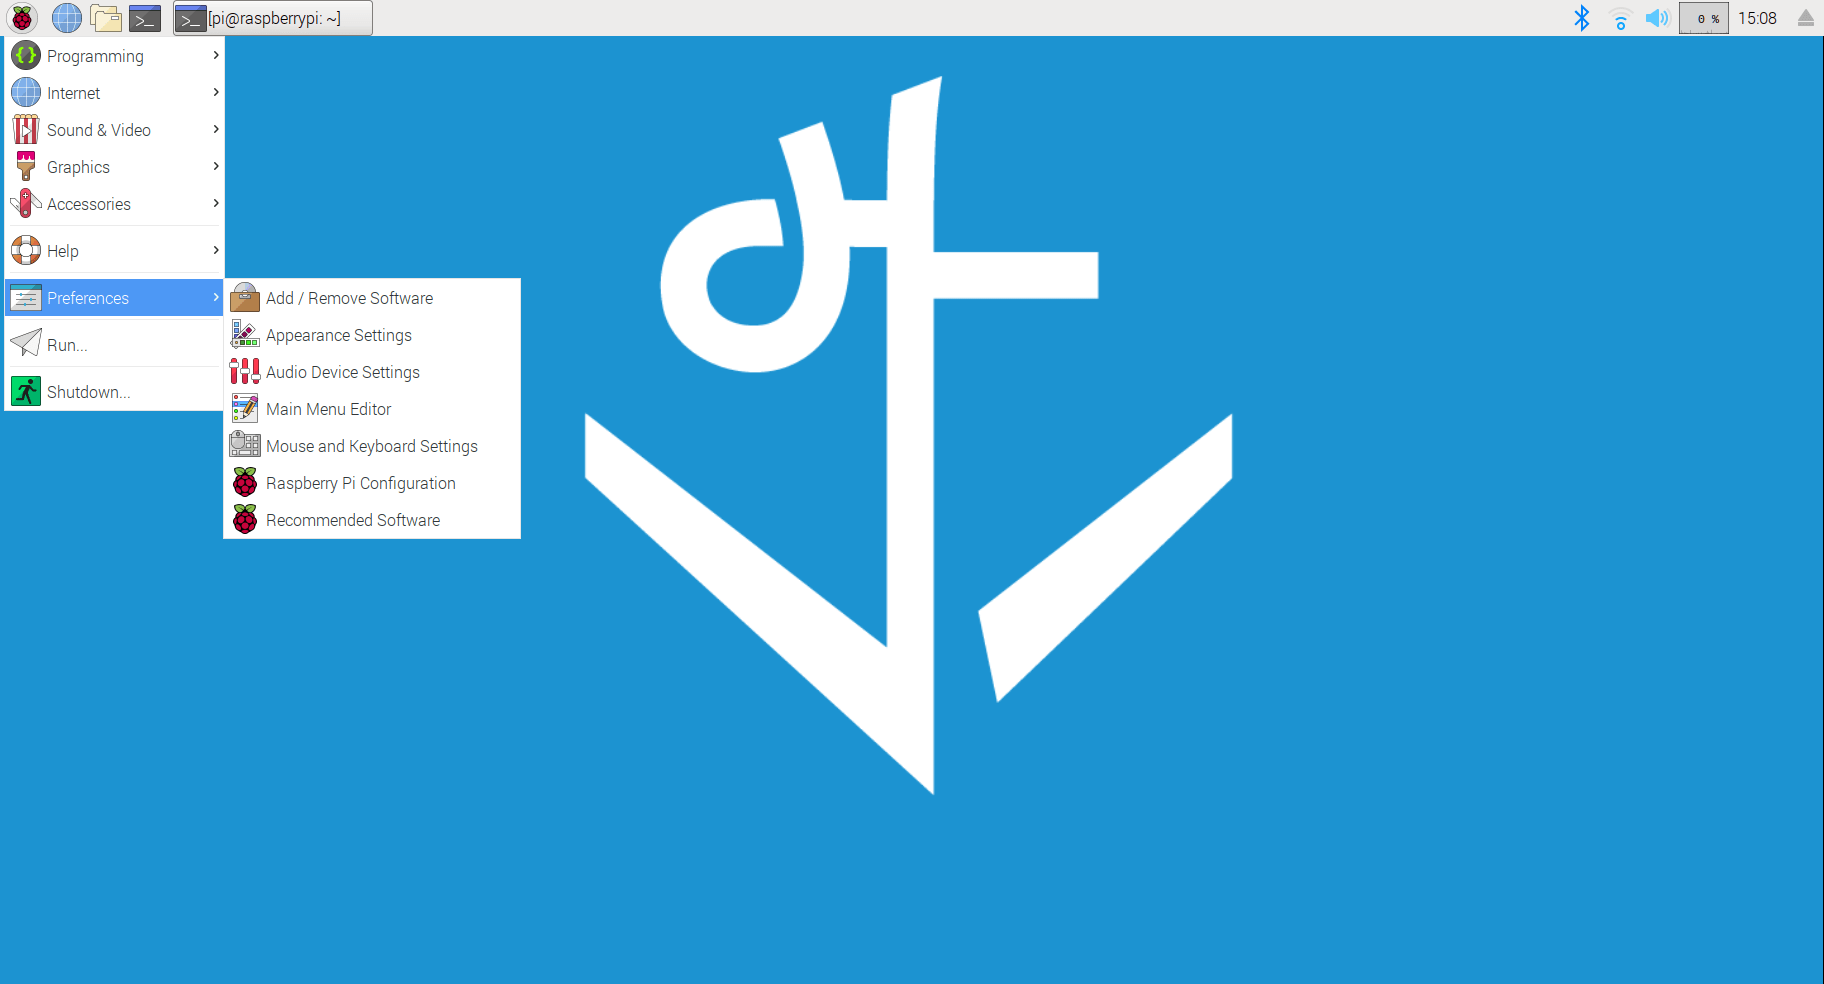 [pi@raspberrypi: ~]
0 %
15:08
Programming
Internet
Sound & Video
Graphics
Accessories
Help
Preferences
Run...
Shutdown...
Add / Remove Software
Appearance Settings
Audio Device Settings
Main Menu Editor
Mouse and Keyboard Settings
Raspberry Pi Configuration
Recommended Software